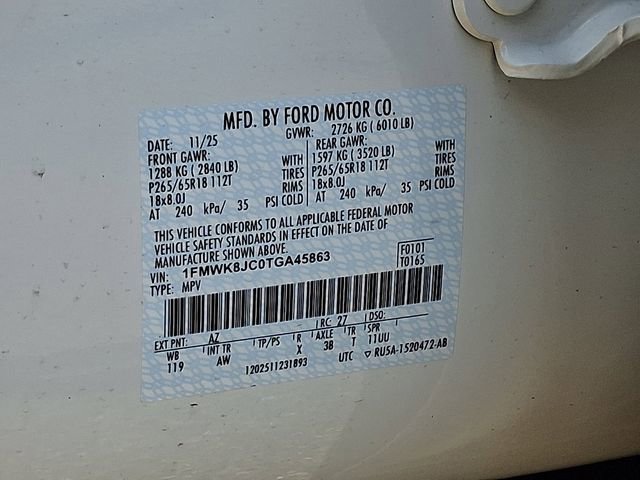 MFD. BY FORD MOTOR CO.
DATE: 11/25 GVWR: 2726 KG ( 6010 LB)
FRONT GAWR: REAR GAWR:
1288 KG ( 2840 LB) WITH 1597 KG ( 3520 LB) WITH
P265/65R18 112T TIRES P265/65R18 112T TIRES
18x8.0J RIMS 18x8.0J RIMS
AT 240 kPa/ 35 PSI COLD AT 240 kPa/ 35 PSI COLD
THIS VEHICLE CONFORMS TO ALL APPLICABLE FEDERAL MOTOR
VEHICLE SAFETY STANDARDS IN EFFECT ON THE DATE OF
MANUFACTURE SHOWN ABOVE.
VIN: 1FMWK8JC0TGA45863 F0101
TYPE: MPV T0165
EXT PNT: AZ RC: 27 DSO:
WB INT TR TP/PS R AXLE TR SPR
119 AW X 3B T 11UU
1202511231893 UTC ▽ RU5A-1520472-AB